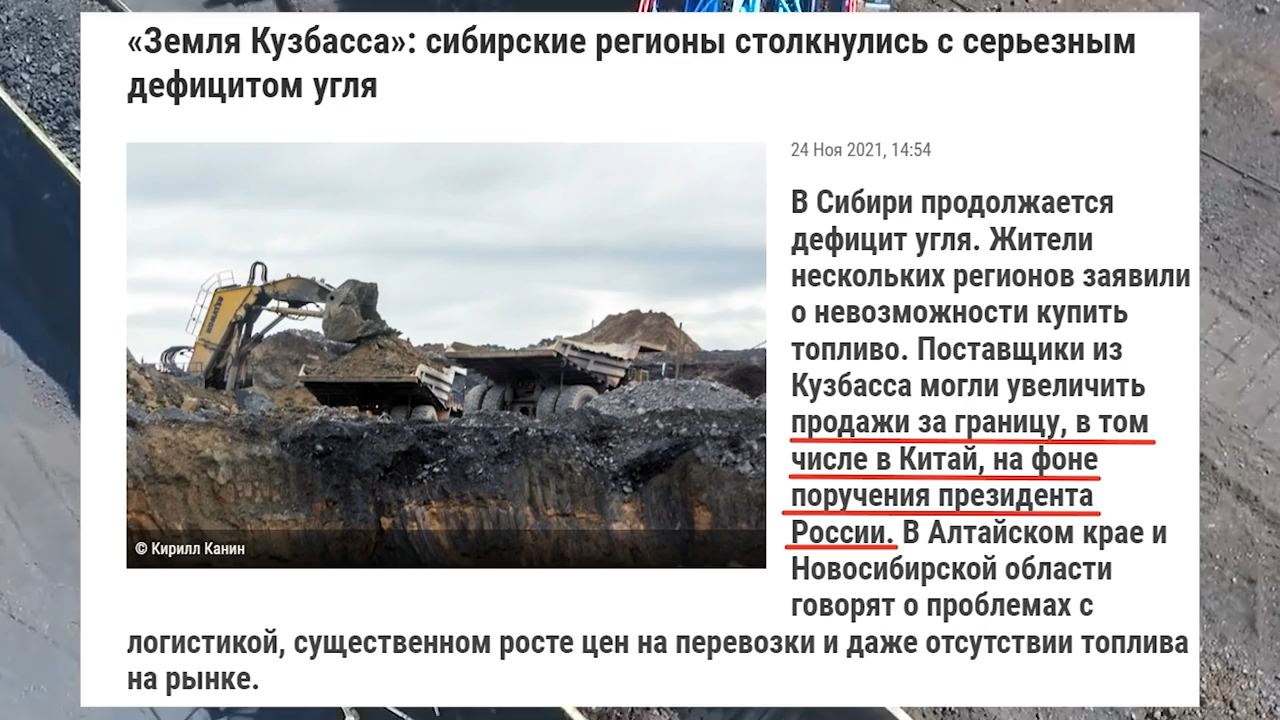 «Земля Кузбасса»: сибирские регионы столкнулись с серьезным
дефицитом угля
24 Ноя 2021, 14:54
В Сибири продолжается
дефицит угля. Жители
нескольких регионов заявили
о невозможности купить
топливо. Поставщики из
Кузбасса могли увеличить
продажи за границу, в том
числе в Китай, на фоне
поручения президента
России. В Алтайском крае и
Новосибирской области
говорят о проблемах с
логистикой, существенном росте цен на перевозки и даже отсутствии топлива
на рынке.
KOMATSU
© Кирилл Канин